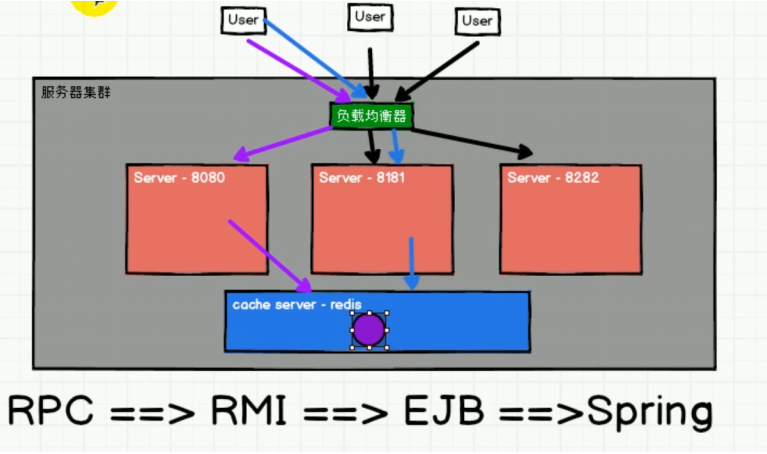 User
User
User
服务器集群
负载均衡器
Server - 8080
Server - 8181
Server - 8282
cache server - redis
RPC ==> RMI ==> EJB ==>Spring